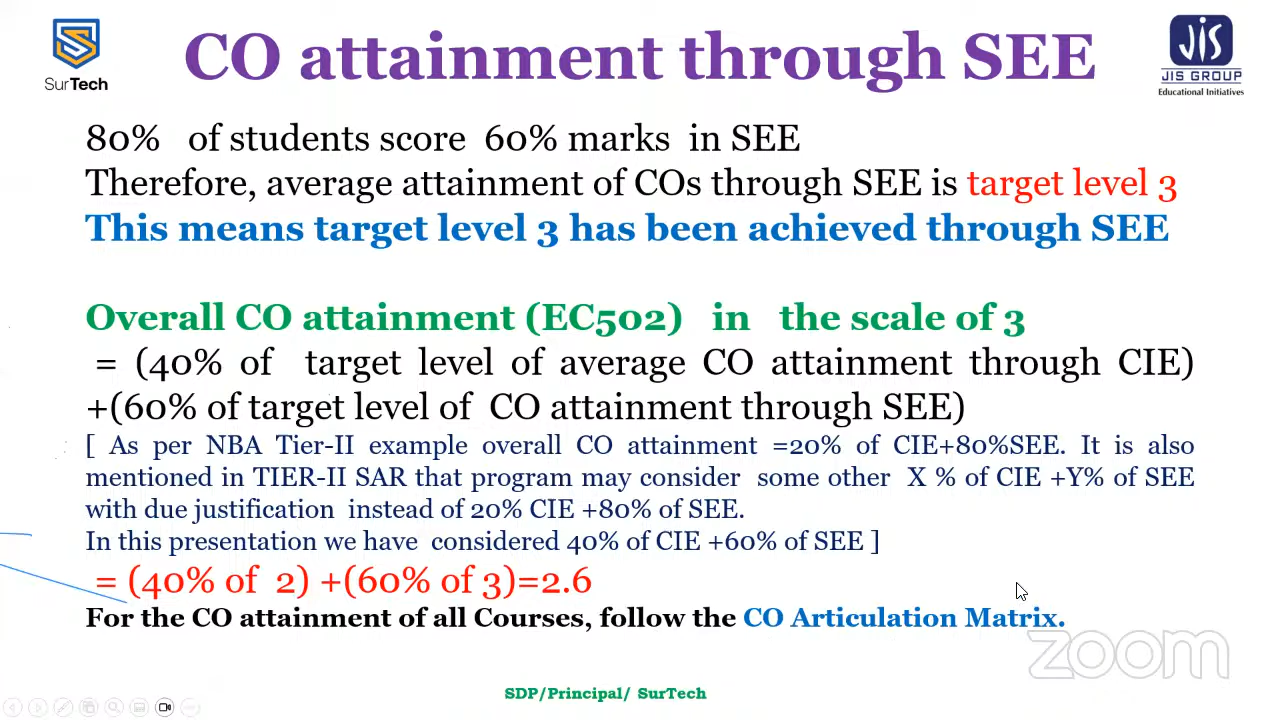 SurTech
CO attainment through SEE
JIS
JIS GROUP
Educational Initiatives
80% of students score 60% marks in SEE
Therefore, average attainment of COs through SEE is target level 3
This means target level 3 has been achieved through SEE
Overall CO attainment (EC502) in the scale of 3
= (40% of target level of average CO attainment through CIE)
+(60% of target level of CO attainment through SEE)
[ As per NBA Tier-II example overall CO attainment =20% of CIE+80%SEE. It is also
mentioned in TIER-II SAR that program may consider some other X % of CIE +Y% of SEE
with due justification instead of 20% CIE +80% of SEE.
In this presentation we have considered 40% of CIE +60% of SEE ]
= (40% of 2) +(60% of 3)=2.6
For the CO attainment of all Courses, follow the CO Articulation Matrix.
zoom
SDP/Principal/ SurTech